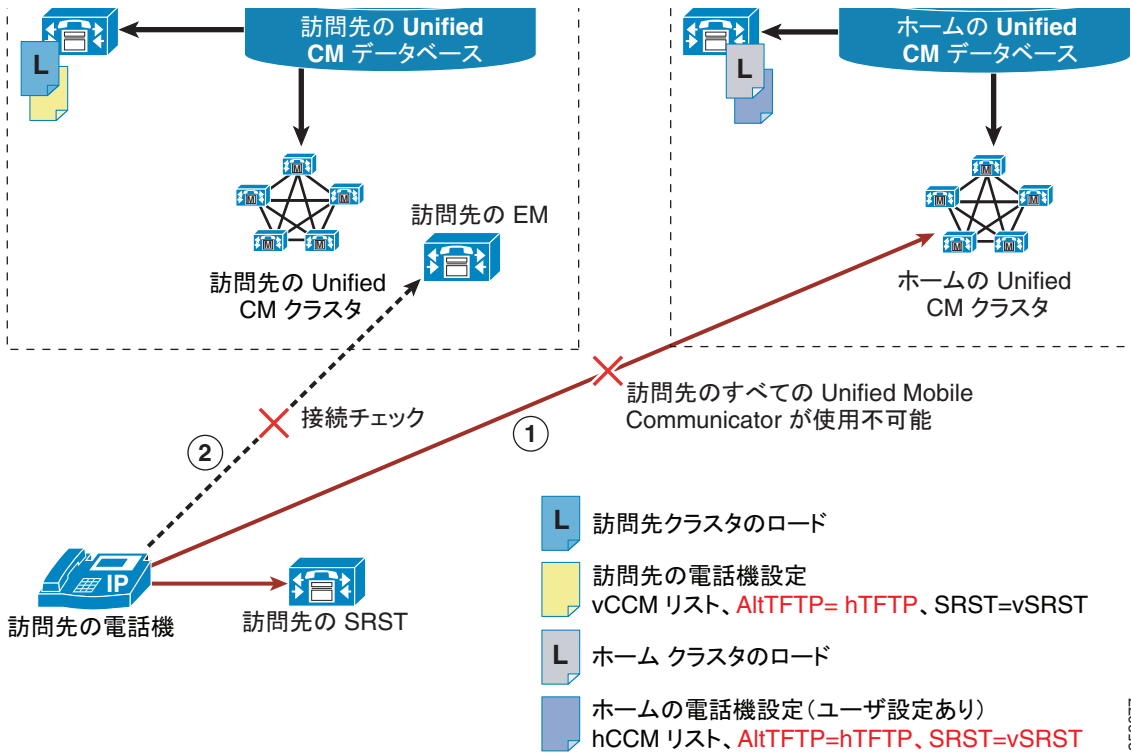 訪問先の Unified
CM データベース
ホームの Unified
CM データベース
L
L
M
M
M
M
M
M
M
M
M
M
訪問先の EM
訪問先の Unified
CM クラスタ
ホームの Unified
CM クラスタ
訪問先のすべての Unified Mobile
Communicator が使用不可能
接続チェック
1
2
IP
訪問先の電話機
訪問先の SRST
L 訪問先クラスタのロード
訪問先の電話機設定
vCCM リスト、AltTFTP= hTFTP、SRST=vSRST
L ホーム クラスタのロード
ホームの電話機設定（ユーザ設定あり）
hCCM リスト、AltTFTP=hTFTP、SRST=vSRST